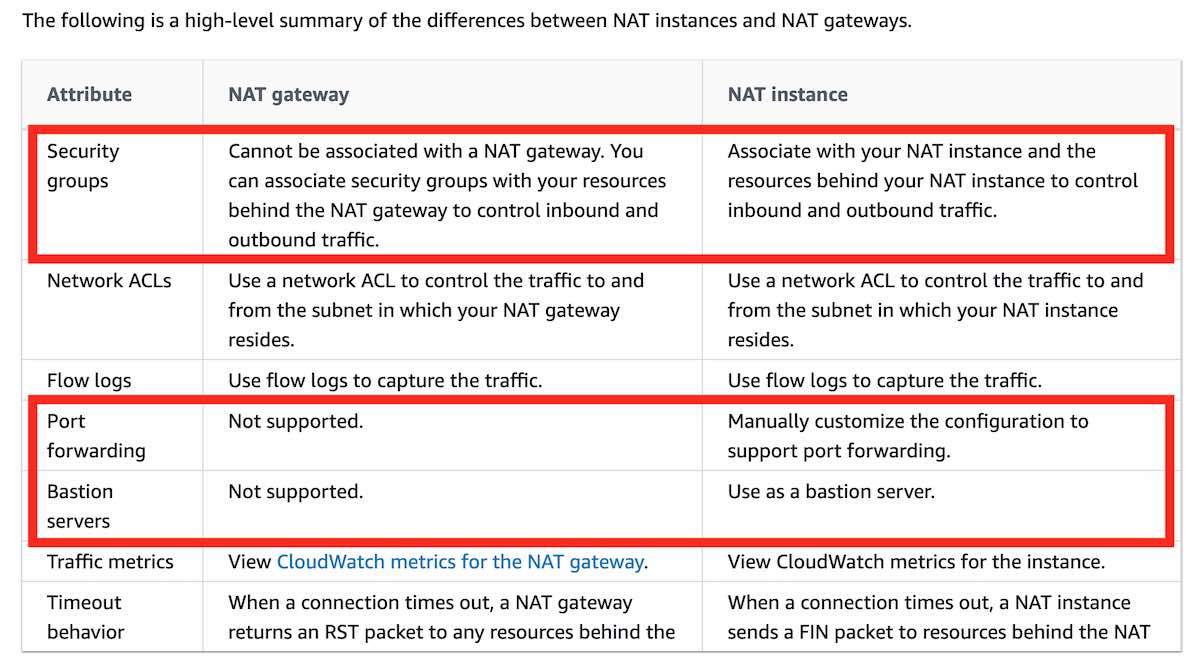 The following is a high-level summary of the differences between NAT instances and NAT gateways.
Attribute
NAT gateway
NAT instance
Security
groups
Cannot be associated with a NAT gateway. You
can associate security groups with your resources
behind the NAT gateway to control inbound and
outbound traffic.
Associate with your NAT instance and the
resources behind your NAT instance to control
inbound and outbound traffic.
Network ACLs
Use a network ACL to control the traffic to and
from the subnet in which your NAT gateway
resides.
Use a network ACL to control the traffic to and
from the subnet in which your NAT instance
resides.
Flow logs
Use flow logs to capture the traffic.
Use flow logs to capture the traffic.
Port
forwarding
Not supported.
Manually customize the configuration to
support port forwarding.
Bastion
servers
Not supported.
Use as a bastion server.
Traffic metrics
View CloudWatch metrics for the NAT gateway.
View CloudWatch metrics for the instance.
Timeout
behavior
When a connection times out, a NAT gateway
returns an RST packet to any resources behind the
When a connection times out, a NAT instance
sends a FIN packet to resources behind the NAT